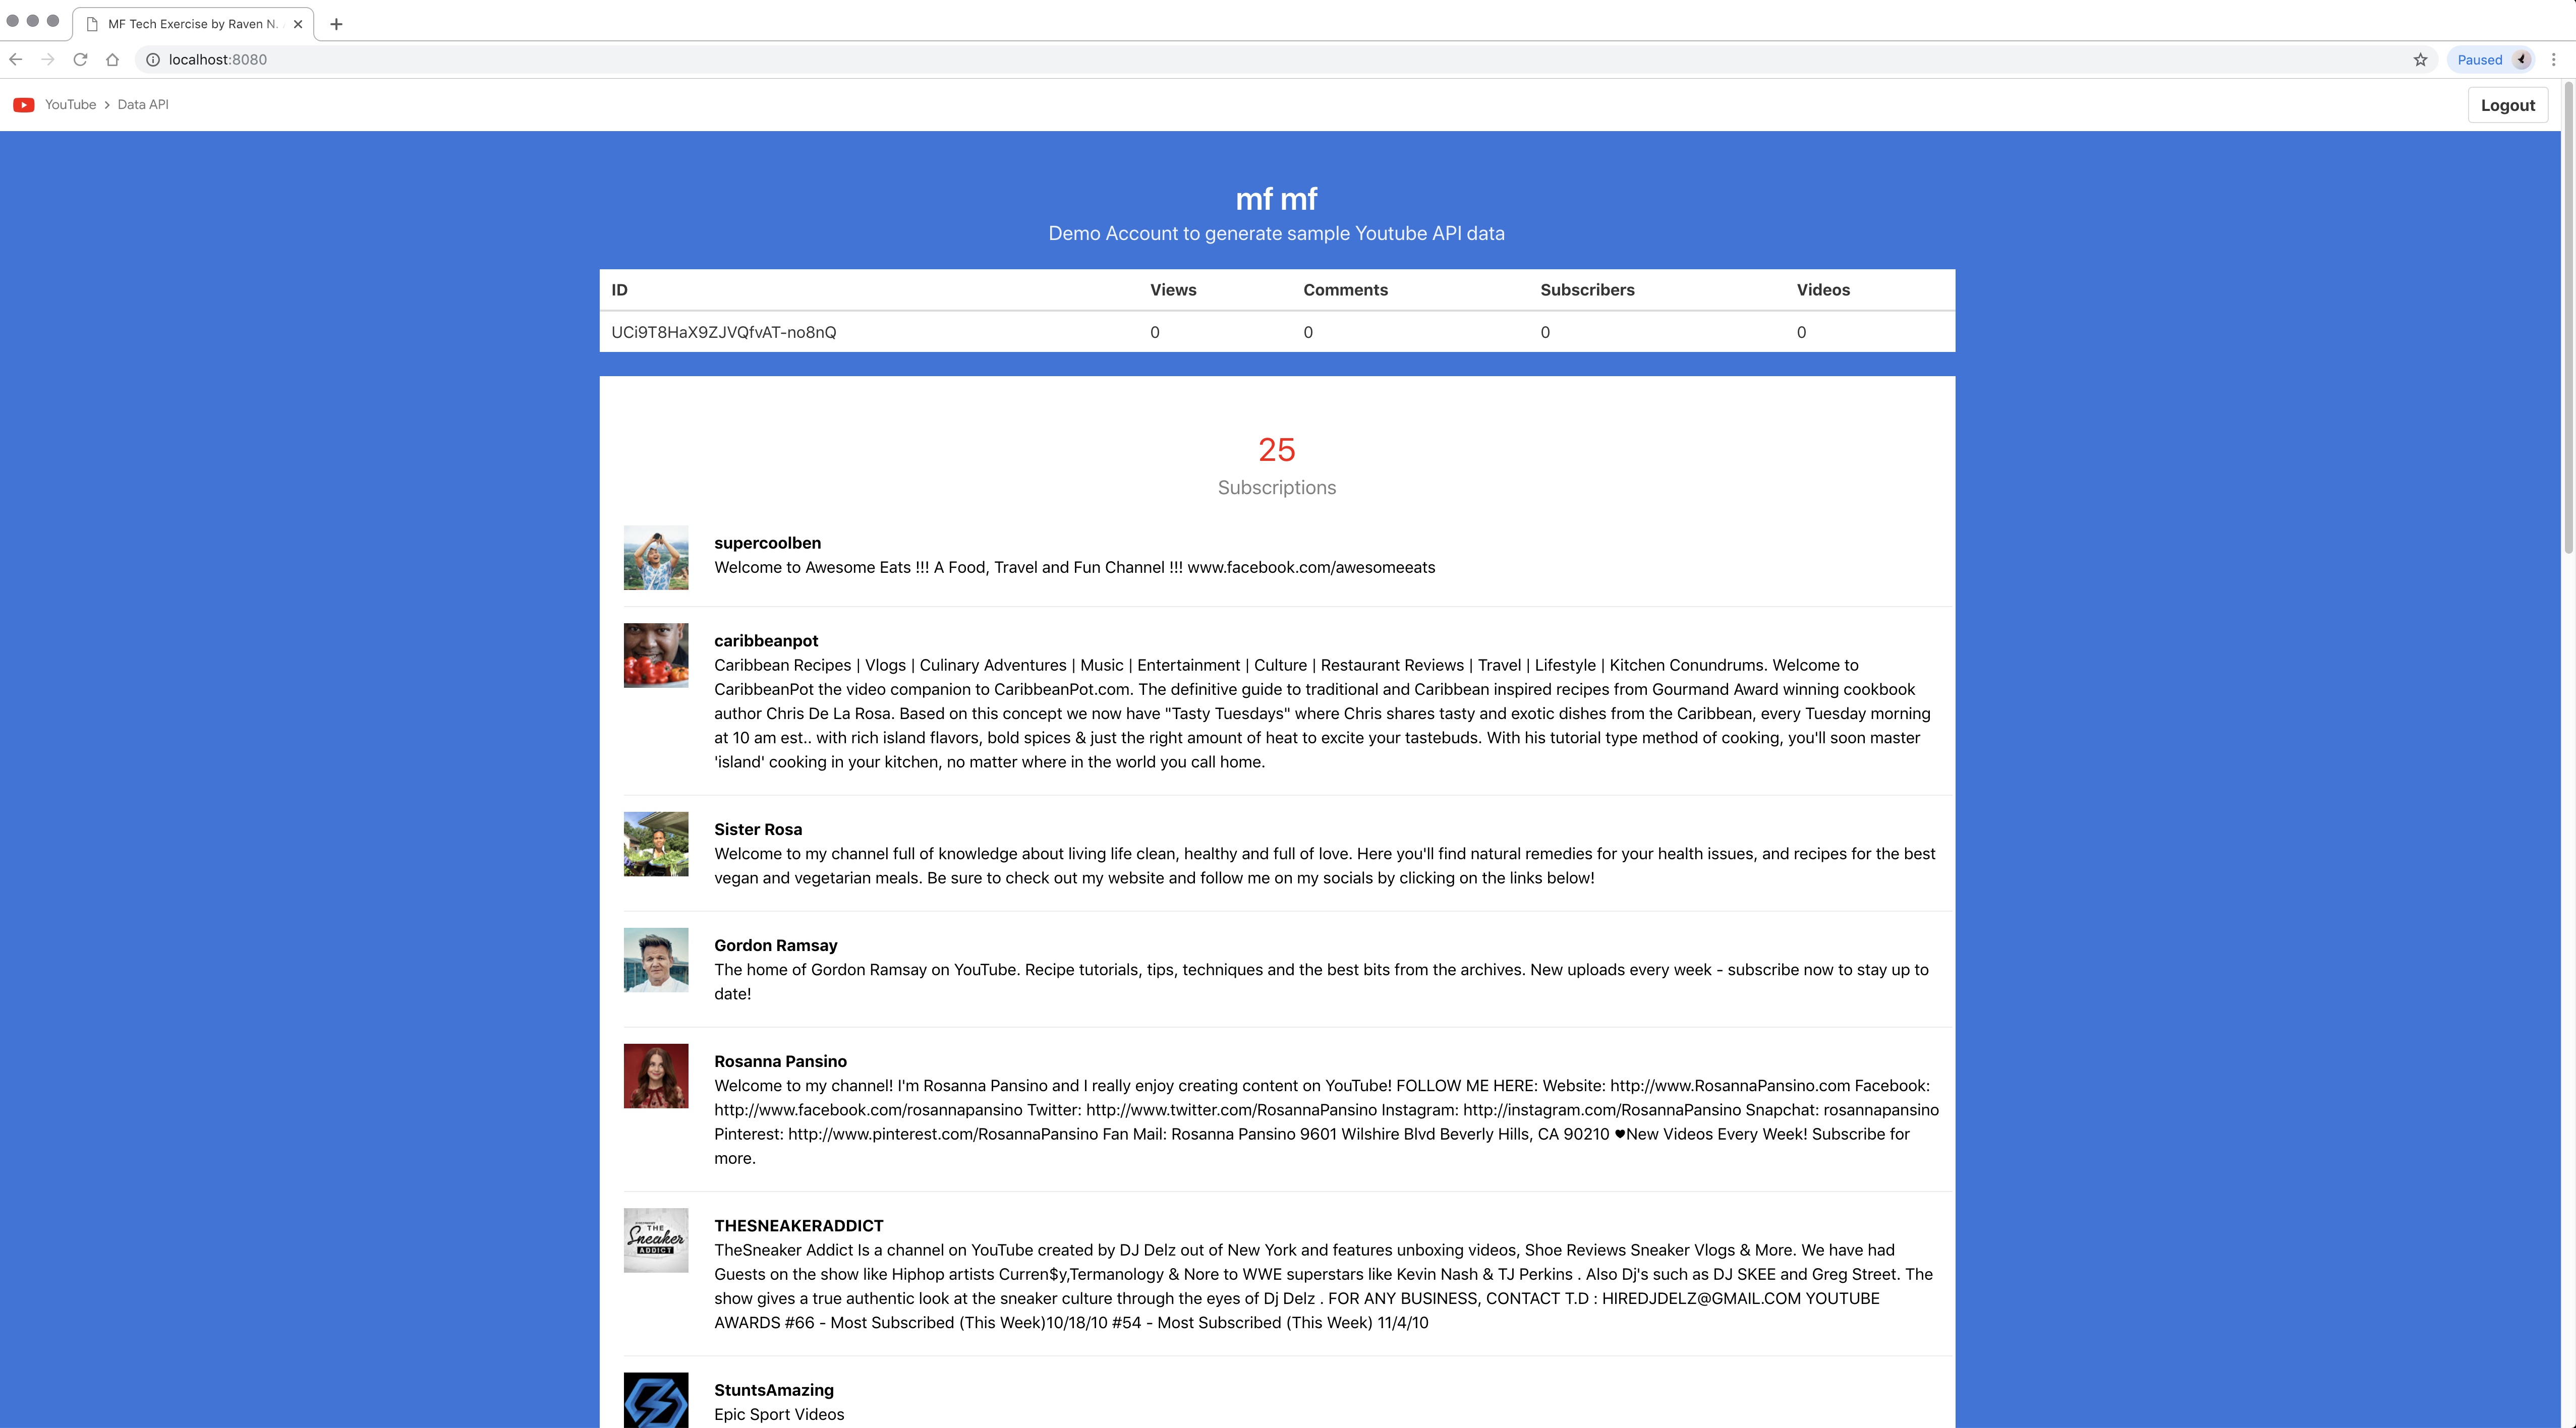 MF Tech Exercise by Raven N.
localhost:8080
Paused
YouTube > Data API
Logout
mf mf
Demo Account to generate sample Youtube API data
ID Views Comments Subscribers Videos
UCi9T8HaX9ZJVQfvAT-no8nQ 0 0 0 0
25
Subscriptions
supercoolben
Welcome to Awesome Eats !!! A Food, Travel and Fun Channel !!! www.facebook.com/awesomeeats
caribbeanpot
Caribbean Recipes | Vlogs | Culinary Adventures | Music | Entertainment | Culture | Restaurant Reviews | Travel | Lifestyle | Kitchen Conundrums. Welcome to
CaribbeanPot the video companion to CaribbeanPot.com. The definitive guide to traditional and Caribbean inspired recipes from Gourmand Award winning cookbook
author Chris De La Rosa. Based on this concept we now have "Tasty Tuesdays" where Chris shares tasty and exotic dishes from the Caribbean, every Tuesday morning
at 10 am est.. with rich island flavors, bold spices & just the right amount of heat to excite your tastebuds. With his tutorial type method of cooking, you'll soon master
'island' cooking in your kitchen, no matter where in the world you call home.
Sister Rosa
Welcome to my channel full of knowledge about living life clean, healthy and full of love. Here you'll find natural remedies for your health issues, and recipes for the best
vegan and vegetarian meals. Be sure to check out my website and follow me on my socials by clicking on the links below!
Gordon Ramsay
The home of Gordon Ramsay on YouTube. Recipe tutorials, tips, techniques and the best bits from the archives. New uploads every week - subscribe now to stay up to
date!
Rosanna Pansino
Welcome to my channel! I'm Rosanna Pansino and I really enjoy creating content on YouTube! FOLLOW ME HERE: Website: http://www.RosannaPansino.com Facebook:
http://www.facebook.com/rosannapansino Twitter: http://www.twitter.com/RosannaPansino Instagram: http://instagram.com/RosannaPansino Snapchat: rosannapansino
Pinterest: http://www.pinterest.com/RosannaPansino Fan Mail: Rosanna Pansino 9601 Wilshire Blvd Beverly Hills, CA 90210 ♥New Videos Every Week! Subscribe for
more.
THE
Sneaker
ADDICT
THESNEAKERADDICT
TheSneaker Addict Is a channel on YouTube created by DJ Delz out of New York and features unboxing videos, Shoe Reviews Sneaker Vlogs & More. We have had
Guests on the show like Hiphop artists Curren$y,Termanology & Nore to WWE superstars like Kevin Nash & TJ Perkins . Also Dj's such as DJ SKEE and Greg Street. The
show gives a true authentic look at the sneaker culture through the eyes of Dj Delz . FOR ANY BUSINESS, CONTACT T.D : HIREDJDELZ@GMAIL.COM YOUTUBE
AWARDS #66 - Most Subscribed (This Week)10/18/10 #54 - Most Subscribed (This Week) 11/4/10
StuntsAmazing
Epic Sport Videos